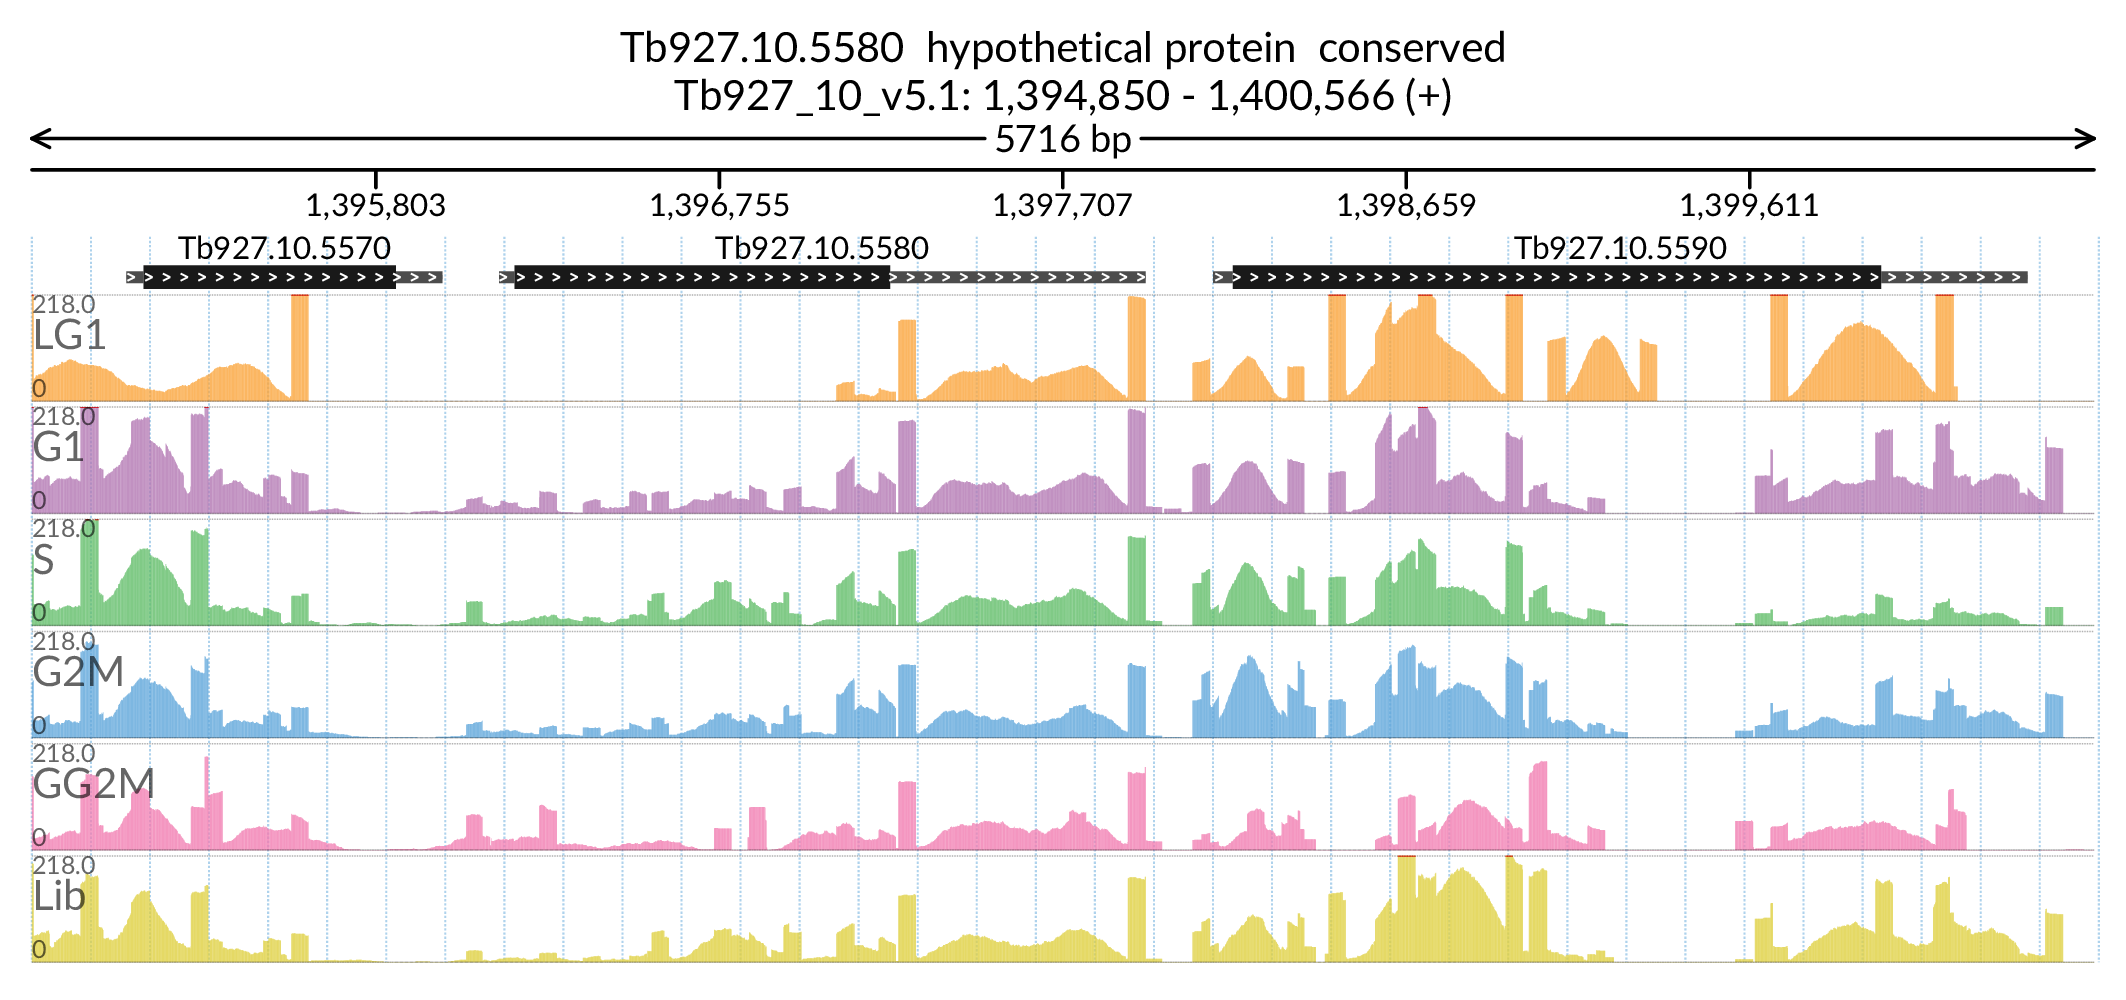 Tb927.10.5580  hypothetical protein  conserved
Tb927_10_v5.1: 1,394,850 - 1,400,566 (+)
5716 bp
1,395,803 1,396,755 1,397,707 1,398,659 1,399,611
Tb927.10.5570 Tb927.10.5580 Tb927.10.5590
218.0
LG1
0
218.0
G1
0
218.0
S
0
218.0
G2M
0
218.0
GG2M
0
218.0
Lib
0